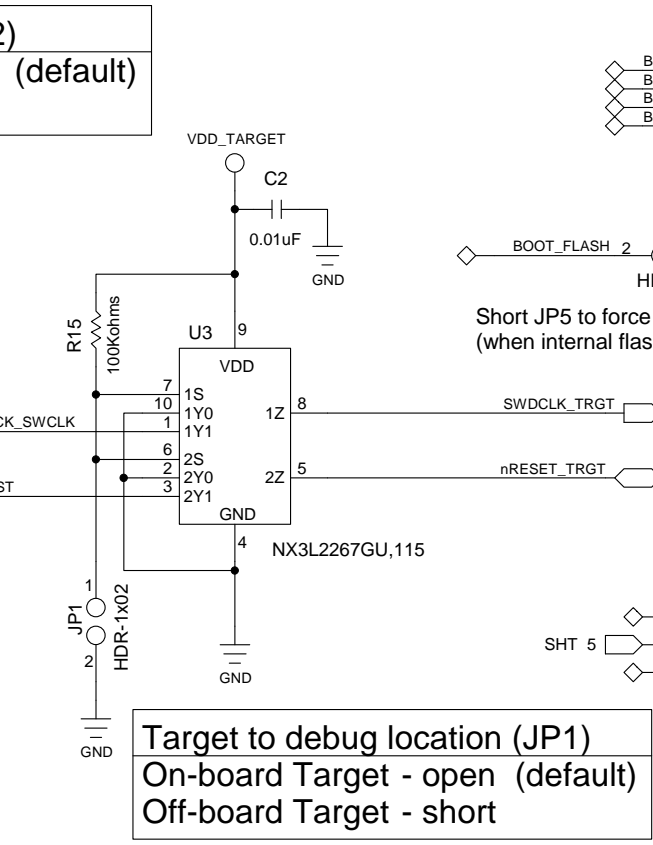 2)
(default)
VDD_TARGET
C2
0.01uF
GND
BOOT_FLASH 2
Short JP5 to force
(when internal flas
R15
100Kohms
U3
9
VDD
7 1S
10 1Y0
1 1Y1
6 2S
2 2Y0
3 2Y1
1Z 8
2Z 5
GND
4
NX3L2267GU,115
CK_SWCLK
ST
SWDCLK_TRGT
nRESET_TRGT
B
B
B
B
1
JP1
HDR-1x02
2
GND
GND
SHT 5
Target to debug location (JP1)
On-board Target - open (default)
Off-board Target - short